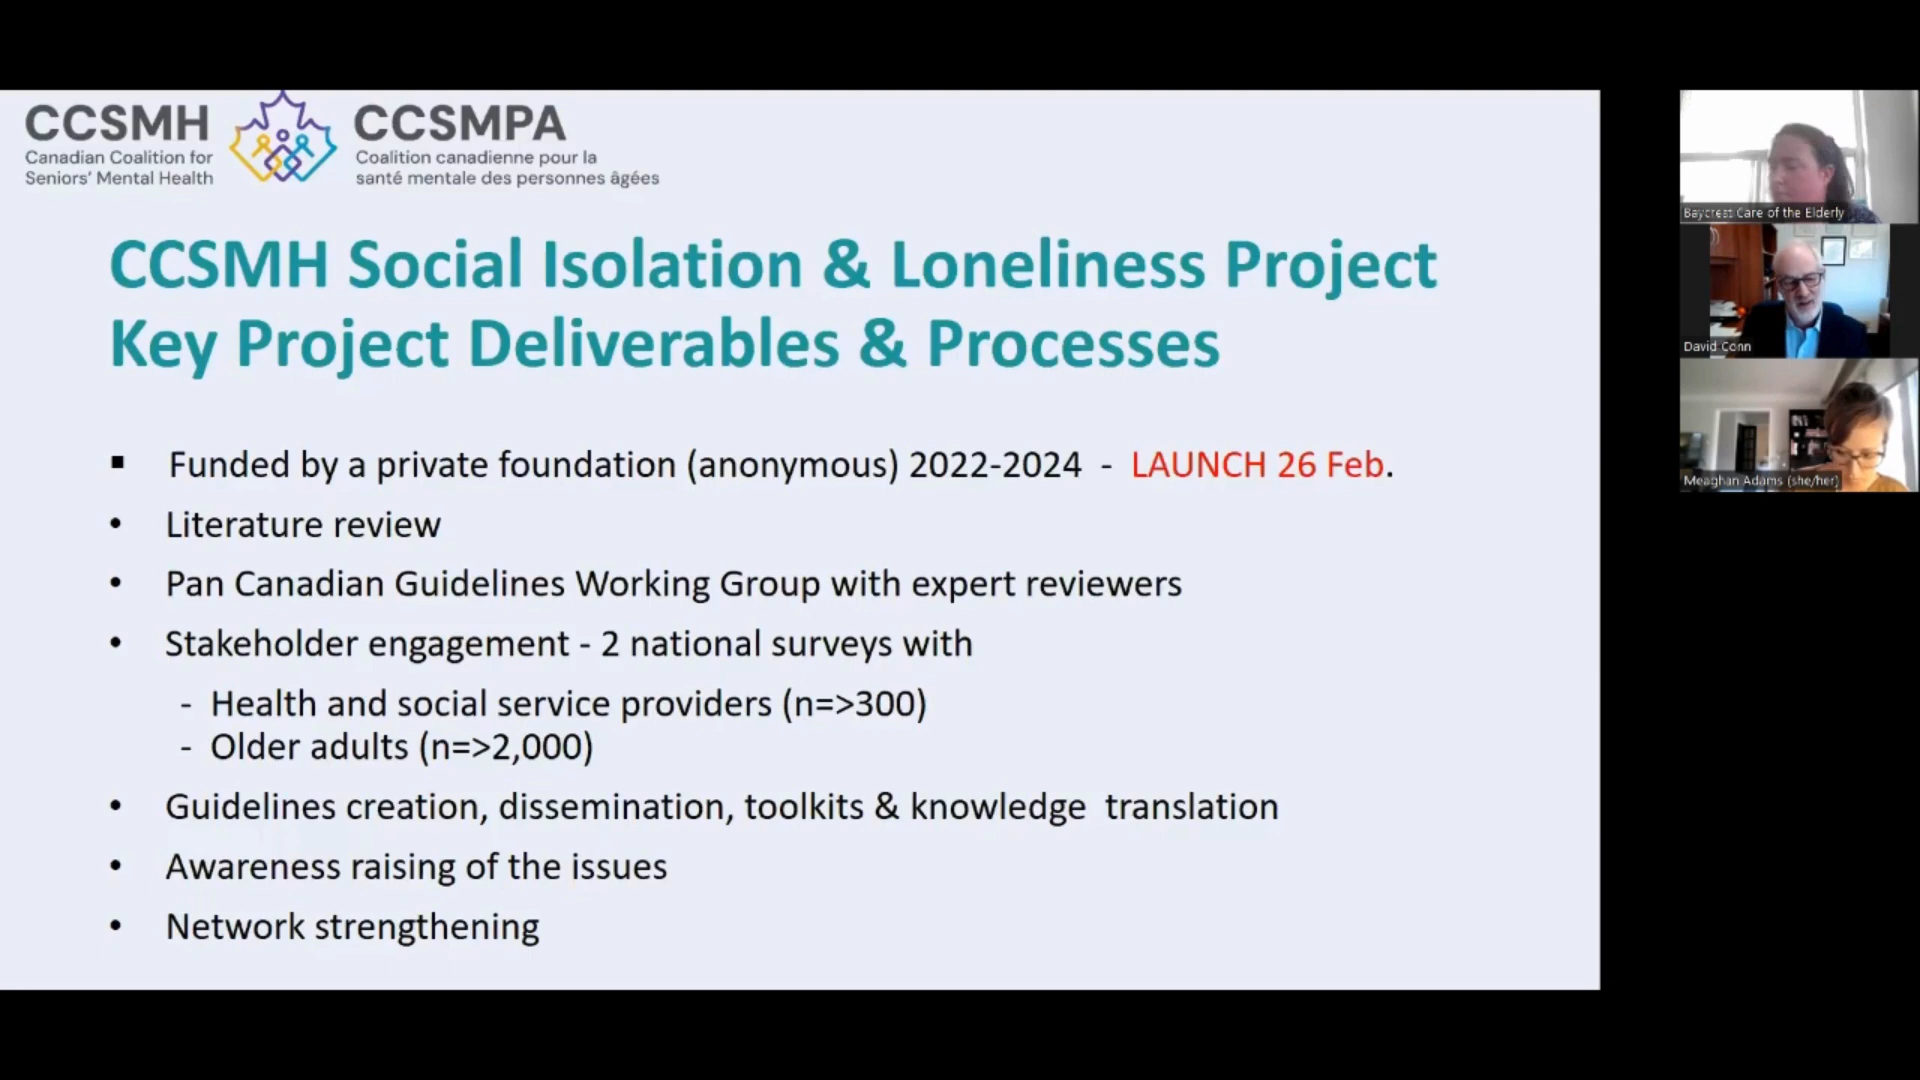 CCSMH
Canadian Coalition for
Seniors' Mental Health
CCSMPA
Coalition canadienne pour la
santé mentale des personnes âgées
CCSMH Social Isolation & Loneliness Project
Key Project Deliverables & Processes
▪ Funded by a private foundation (anonymous) 2022-2024 - LAUNCH 26 Feb.
• Literature review
• Pan Canadian Guidelines Working Group with expert reviewers
• Stakeholder engagement - 2 national surveys with
- Health and social service providers (n=>300)
- Older adults (n=>2,000)
• Guidelines creation, dissemination, toolkits & knowledge translation
• Awareness raising of the issues
• Network strengthening
Baycrest Care of the Elderly
David Conn
Meaghan Adams (she/her)